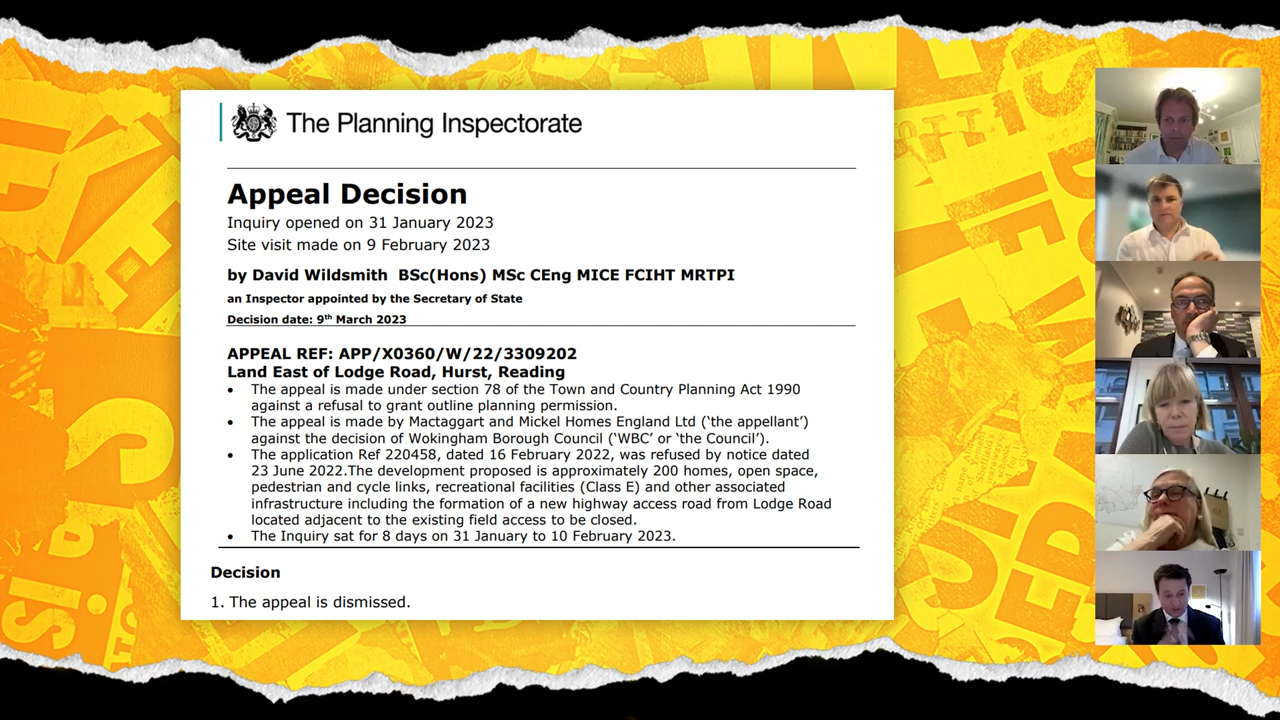 The Planning Inspectorate
Appeal Decision
Inquiry opened on 31 January 2023
Site visit made on 9 February 2023
by David Wildsmith BSc(Hons) MSc CEng MICE FCIHT MRTPI
an Inspector appointed by the Secretary of State
Decision date: 9th March 2023
APPEAL REF: APP/X0360/W/22/3309202
Land East of Lodge Road, Hurst, Reading
• The appeal is made under section 78 of the Town and Country Planning Act 1990
against a refusal to grant outline planning permission.
• The appeal is made by Mactaggart and Mickel Homes England Ltd (‘the appellant’)
against the decision of Wokingham Borough Council (‘WBC’ or ‘the Council’).
• The application Ref 220458, dated 16 February 2022, was refused by notice dated
23 June 2022.The development proposed is approximately 200 homes, open space,
pedestrian and cycle links, recreational facilities (Class E) and other associated
infrastructure including the formation of a new highway access road from Lodge Road
located adjacent to the existing field access to be closed.
• The Inquiry sat for 8 days on 31 January to 10 February 2023.
Decision
1. The appeal is dismissed.